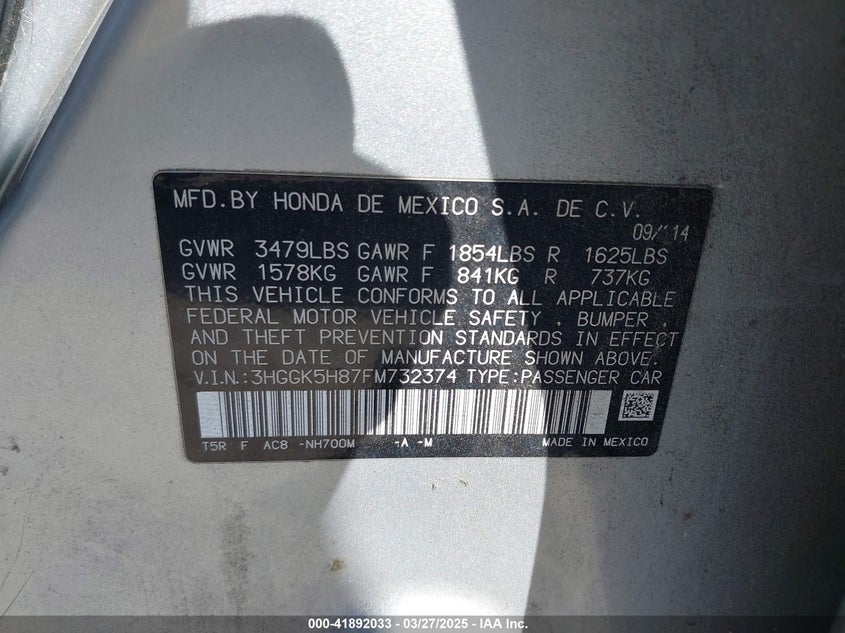 MFD.BY HONDA DE MEXICO S.A. DE C.V.
09/14
GVWR 3479LBS GAWR F 1854LBS R 1625LBS
GVWR 1578KG GAWR F 841KG R 737KG
THIS VEHICLE CONFORMS TO ALL APPLICABLE
FEDERAL MOTOR VEHICLE SAFETY , BUMPER ,
AND THEFT PREVENTION STANDARDS IN EFFECT
ON THE DATE OF MANUFACTURE SHOWN ABOVE.
V.I.N.:3HGGK5H87FM732374 TYPE:PASSENGER CAR
T5R F AC8 -NH700M -A -M MADE IN MEXICO
000-41892033 - 03/27/2025 - IAA